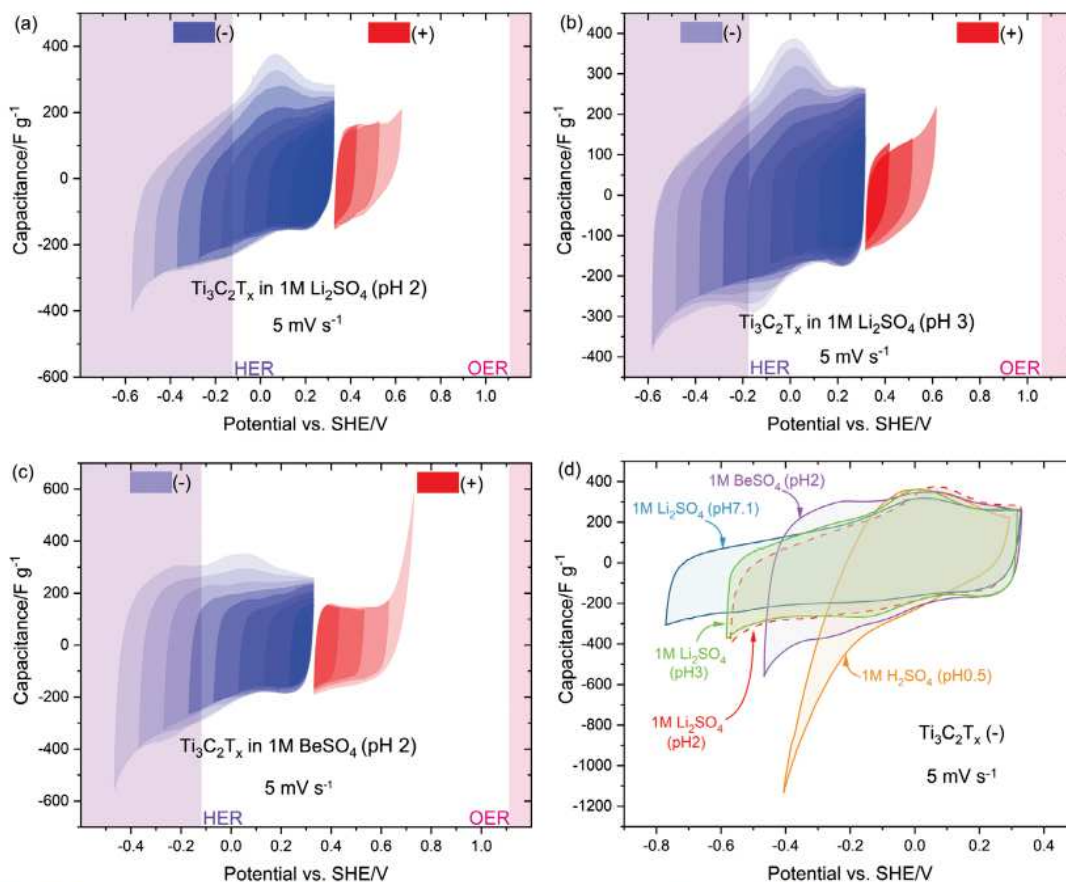 (a)
(-)
(+)
400
200
0
-200
-400
-600
Capacitance/F g⁻¹
Ti₃C₂Tₓ in 1M Li₂SO₄ (pH 2)
5 mV s⁻¹
HER
OER
-0.6 -0.4 -0.2 0.0 0.2 0.4 0.6 0.8 1.0
Potential vs. SHE/V
(b)
(-)
(+)
400
300
200
100
0
-100
-200
-300
-400
Capacitance/F g⁻¹
Ti₃C₂Tₓ in 1M Li₂SO₄ (pH 3)
5 mV s⁻¹
HER
OER
-0.6 -0.4 -0.2 0.0 0.2 0.4 0.6 0.8 1.0
Potential vs. SHE/V
(c)
(-)
(+)
600
400
200
0
-200
-400
-600
Capacitance/F g⁻¹
Ti₃C₂Tₓ in 1M BeSO₄ (pH 2)
5 mV s⁻¹
HER
OER
-0.4 -0.2 0.0 0.2 0.4 0.6 0.8 1.0 1.2
Potential vs. SHE/V
(d)
400
200
0
-200
-400
-600
-800
-1000
-1200
Capacitance/F g⁻¹
1M BeSO₄ (pH2)
1M Li₂SO₄ (pH7.1)
1M Li₂SO₄
(pH3)
1M H₂SO₄ (pH0.5)
1M Li₂SO₄
(pH2)
Ti₃C₂Tₓ (-)
5 mV s⁻¹
-0.8 -0.6 -0.4 -0.2 0.0 0.2 0.4
Potential vs. SHE/V